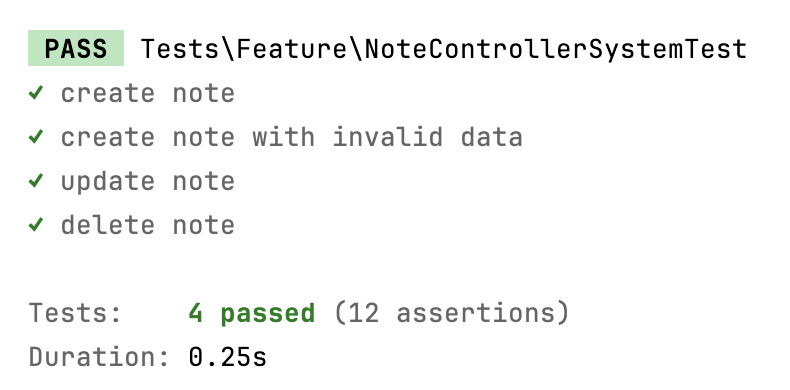 PASS Tests\Feature\NoteControllerSystemTest
✓ create note
✓ create note with invalid data
✓ update note
✓ delete note
Tests: 4 passed (12 assertions)
Duration: 0.25s